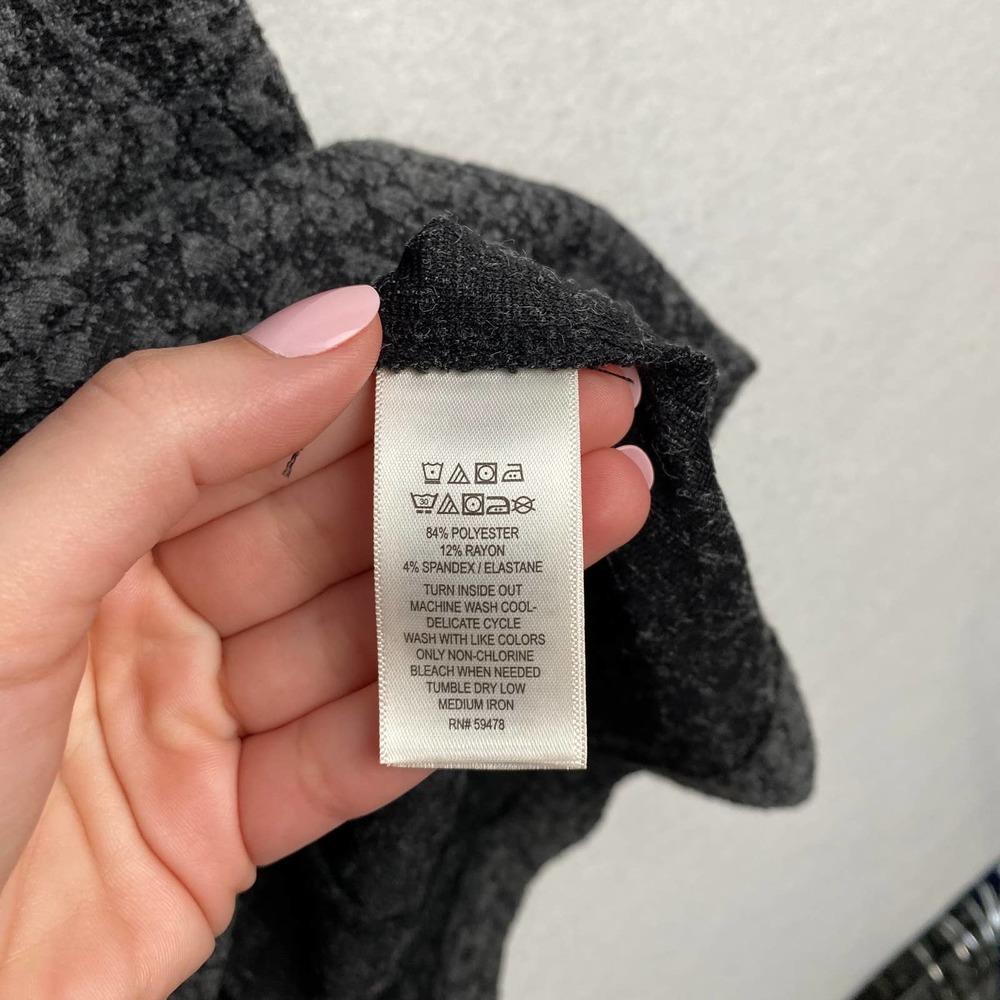 30
84% POLYESTER
12% RAYON
4% SPANDEX / ELASTANE
TURN INSIDE OUT
MACHINE WASH COOL-
DELICATE CYCLE
WASH WITH LIKE COLORS
ONLY NON-CHLORINE
BLEACH WHEN NEEDED
TUMBLE DRY LOW
MEDIUM IRON
RN# 59478